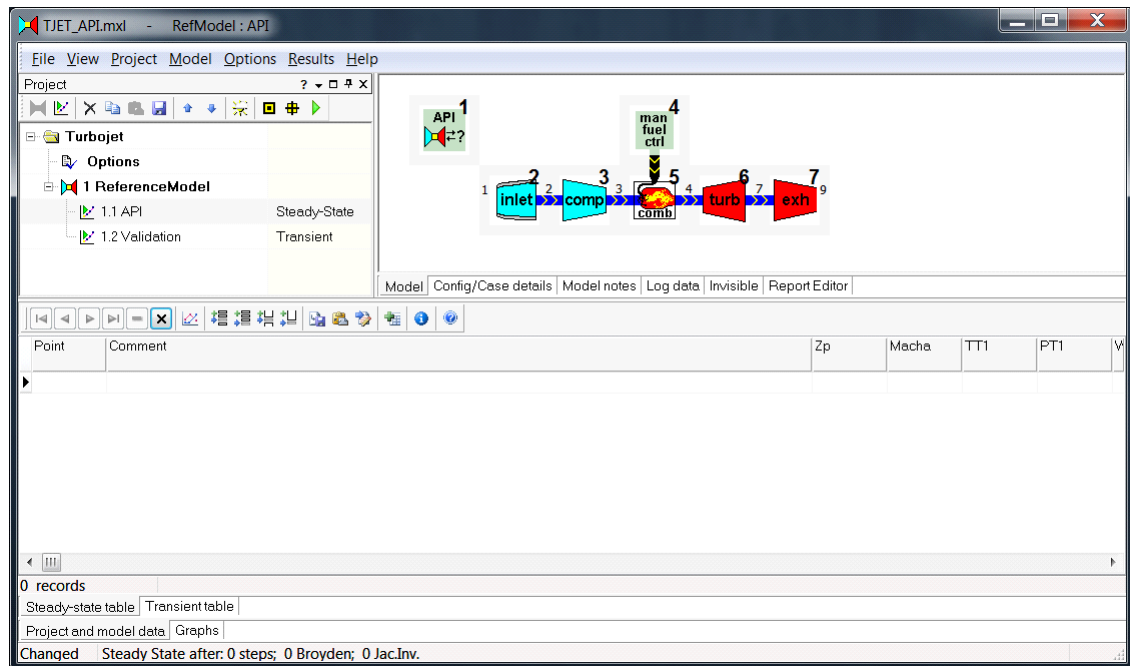 TJET_API.mxl - RefModel : API
File View Project Model Options Results Help
Project
?
Turbojet
Options
1 ReferenceModel
1.1 API Steady-State
1.2 Validation Transient
API 1
?
man fuel ctrl 4
1 inlet 2 2 comp 3 3 comb 5 4 turb 6 7 exh 7 9
Model Config/Case details Model notes Log data Invisible Report Editor
Point Comment Zp Macha TT1 PT1
0 records
Steady-state table Transient table
Project and model data Graphs
Changed Steady State after: 0 steps; 0 Broyden; 0 Jac.Inv.